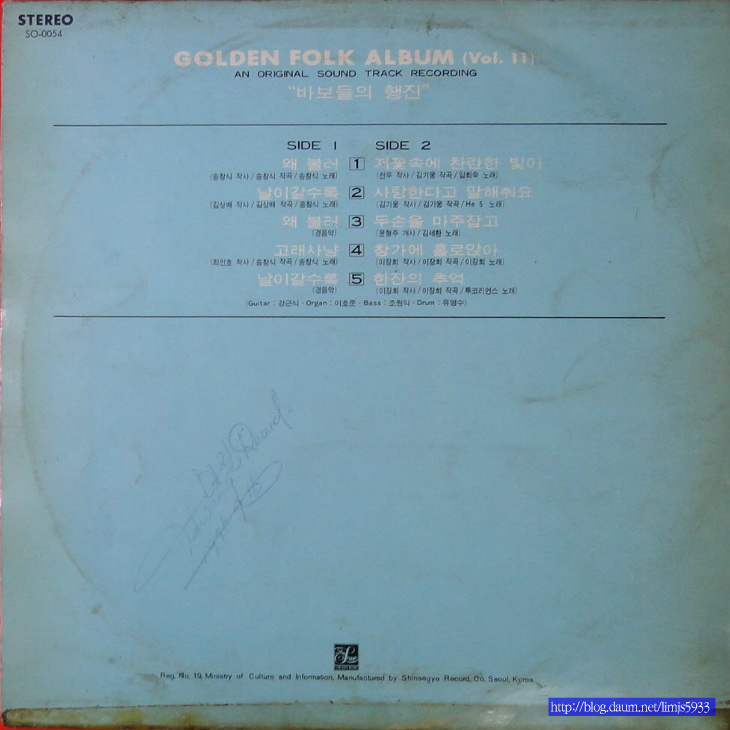 STEREO
SO-0054
GOLDEN FOLK ALBUM (Vol. 11)
AN ORIGINAL SOUND TRACK RECORDING
"바보들의 행진"
SIDE 1 SIDE 2
왜 불러 1 저꽃속에 찬란한 빛이
(송창식 작사/송창식 작곡/송창식 노래) (전우 작사/김기웅 작곡/임희숙 노래)
날이갈수록 2 사랑한다고 말해줘요
(김상배 작사/김상배 작곡/송창식 노래) (김기웅 작사/김기웅 작곡/He 5 노래)
왜 불러 3 두손을 마주잡고
(경음악) (윤형주 개사/김세환 노래)
고래사냥 4 창가에 홀로앉아
(최인호 작사/송창식 작곡/송창식 노래) (이장희 작사/이장희 작곡/이장희 노래)
날이갈수록 5 한잔의 추억
(경음악) (이장희 작사/이장희 작곡/투코리언스 노래)
(Guitar : 강근식 · Organ : 이호준 · Bass : 조원익 · Drum : 유영수)
Record
Reg. No. 19, Ministry of Culture and Information, Manufactured by Shinsegye Record, Co. Seoul, Korea
http://blog.daum.net/limjs5933